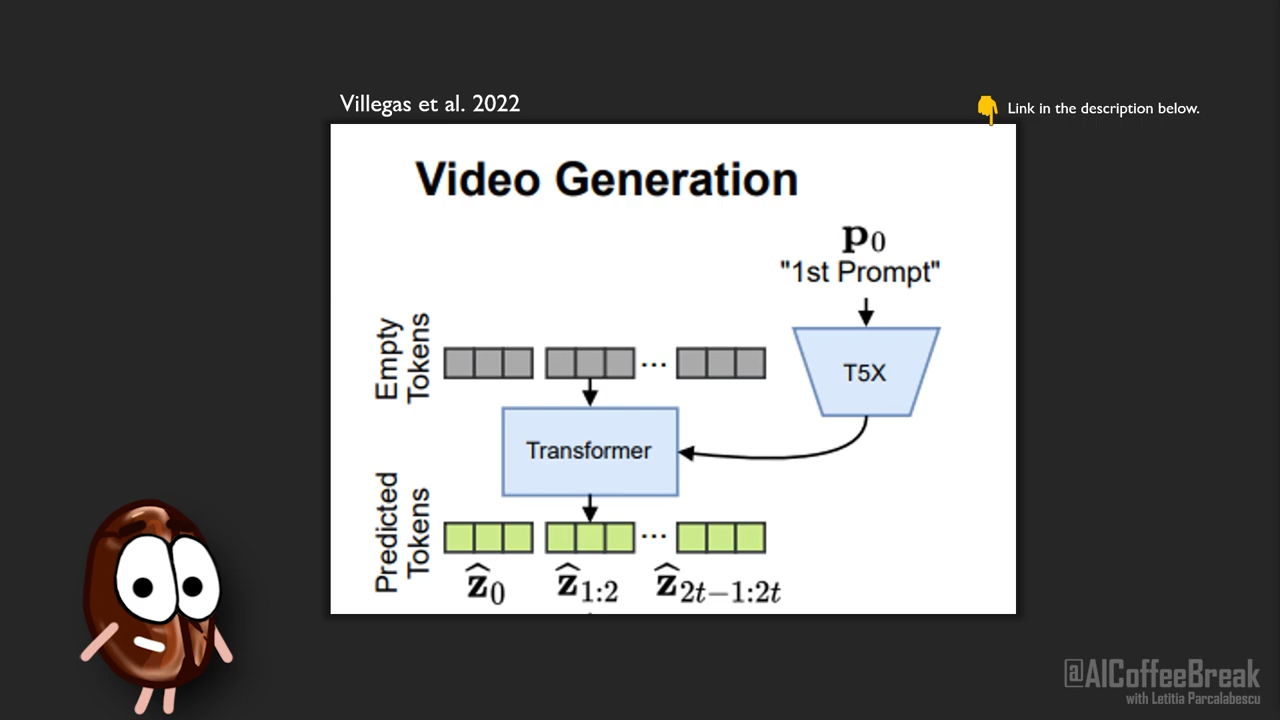 Villegas et al. 2022
👇 Link in the description below.
Video Generation
p₀
"1st Prompt"
Empty
Tokens
...
T5X
Transformer
Predicted
Tokens
...
ẑ₀ ẑ₁:₂ ẑ₂ₜ₋₁:₂ₜ
@AICoffeeBreak
with Letitia Parcalabescu